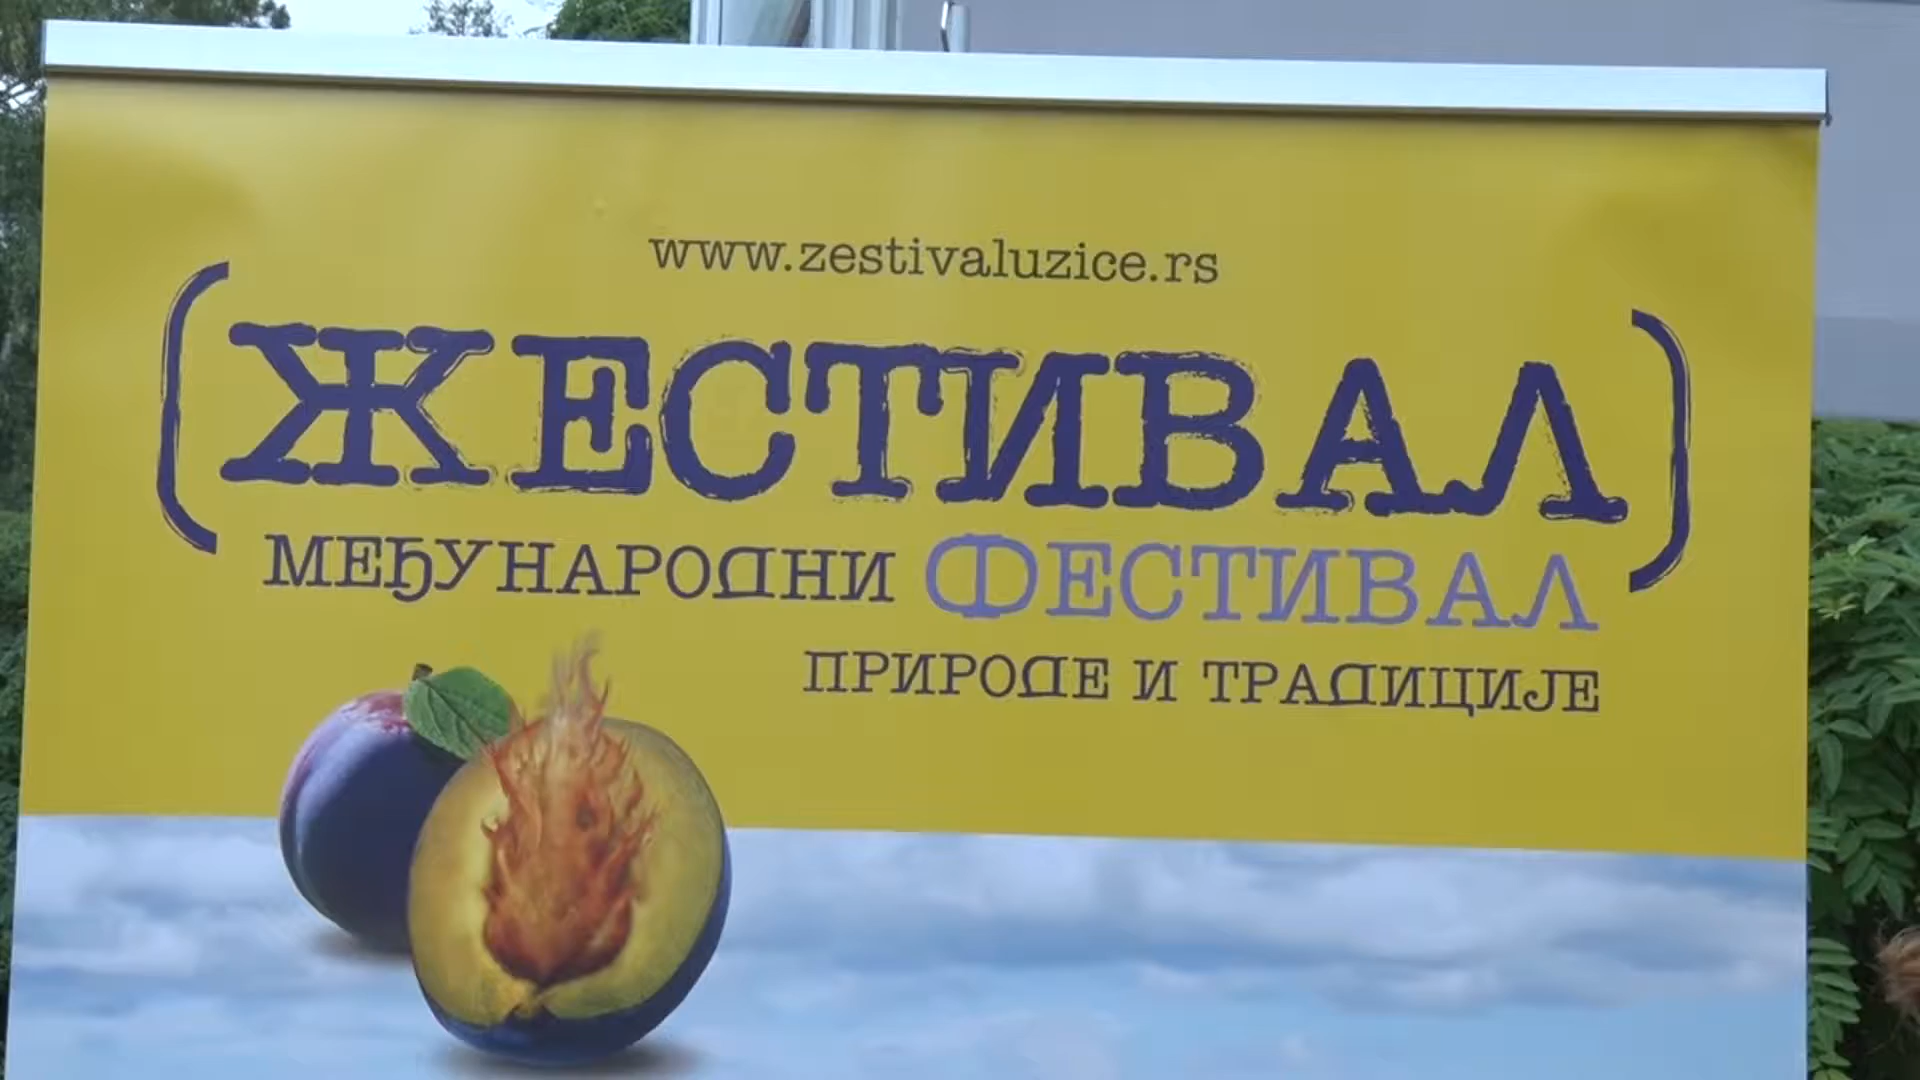 www.zestivaluzice.rs
(ЖЕСТИВАЛ)
МЕЂУНАРОДНИ ФЕСТИВАЛ
ПРИРОДЕ И ТРАДИЦИЈЕ